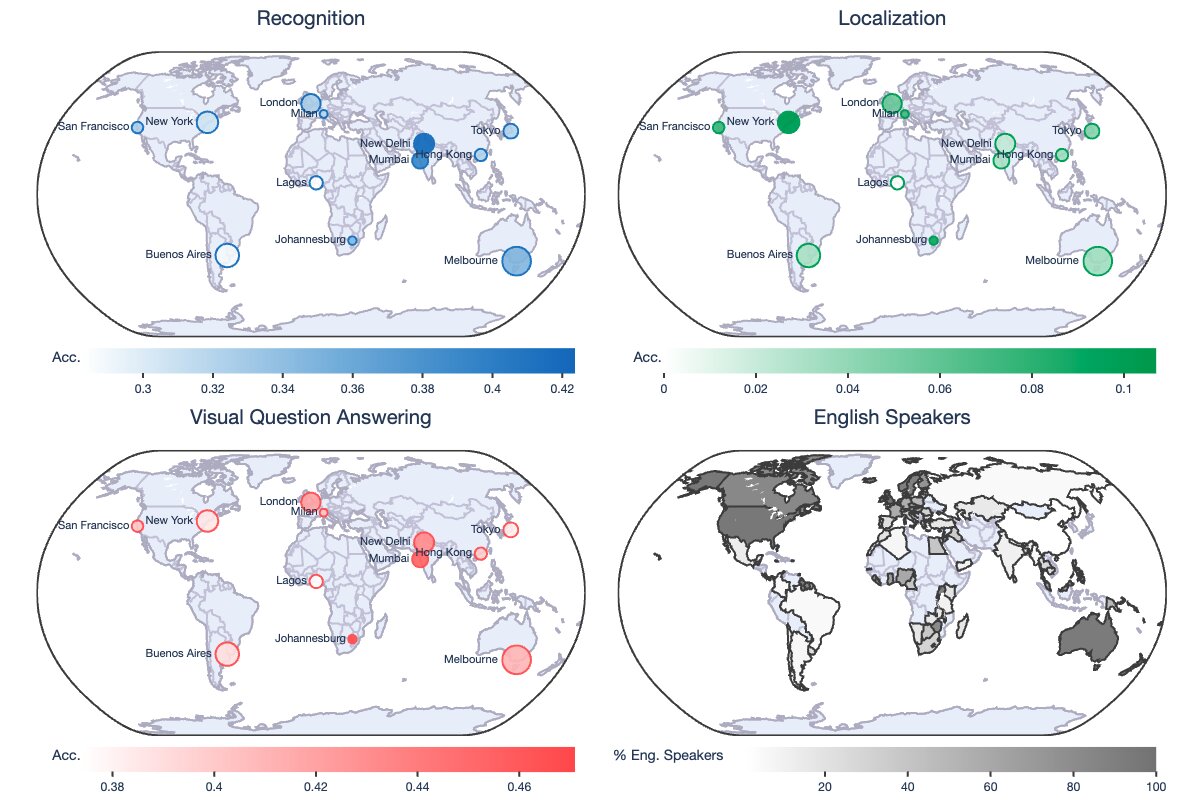 Recognition
Localization
London
Milan
New York
San Francisco
New Delhi
Tokyo
Mumbai
Hong Kong
Lagos
Johannesburg
Buenos Aires
Melbourne
London
Milan
New York
San Francisco
New Delhi
Tokyo
Mumbai
Hong Kong
Lagos
Johannesburg
Buenos Aires
Melbourne
Acc.
0.3 0.32 0.34 0.36 0.38 0.4 0.42
Acc.
0 0.02 0.04 0.06 0.08 0.1
Visual Question Answering
English Speakers
London
Milan
New York
San Francisco
New Delhi
Tokyo
Mumbai
Hong Kong
Lagos
Johannesburg
Buenos Aires
Melbourne
Acc.
0.38 0.4 0.42 0.44 0.46
% Eng. Speakers
20 40 60 80 100